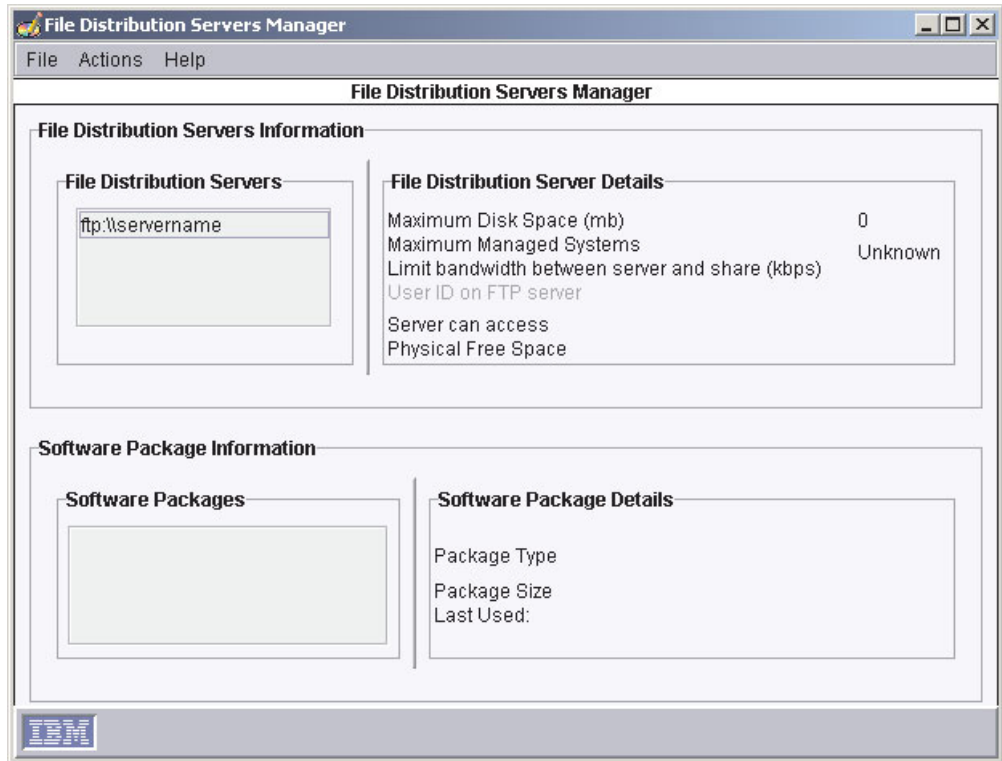 File Distribution Servers Manager
File Actions Help
File Distribution Servers Manager
File Distribution Servers Information
File Distribution Servers
ftp:\\servername
File Distribution Server Details
Maximum Disk Space (mb) 0
Maximum Managed Systems
Unknown
Limit bandwidth between server and share (kbps)
User ID on FTP server
Server can access
Physical Free Space
Software Package Information
Software Packages
Software Package Details
Package Type
Package Size
Last Used:
IBM